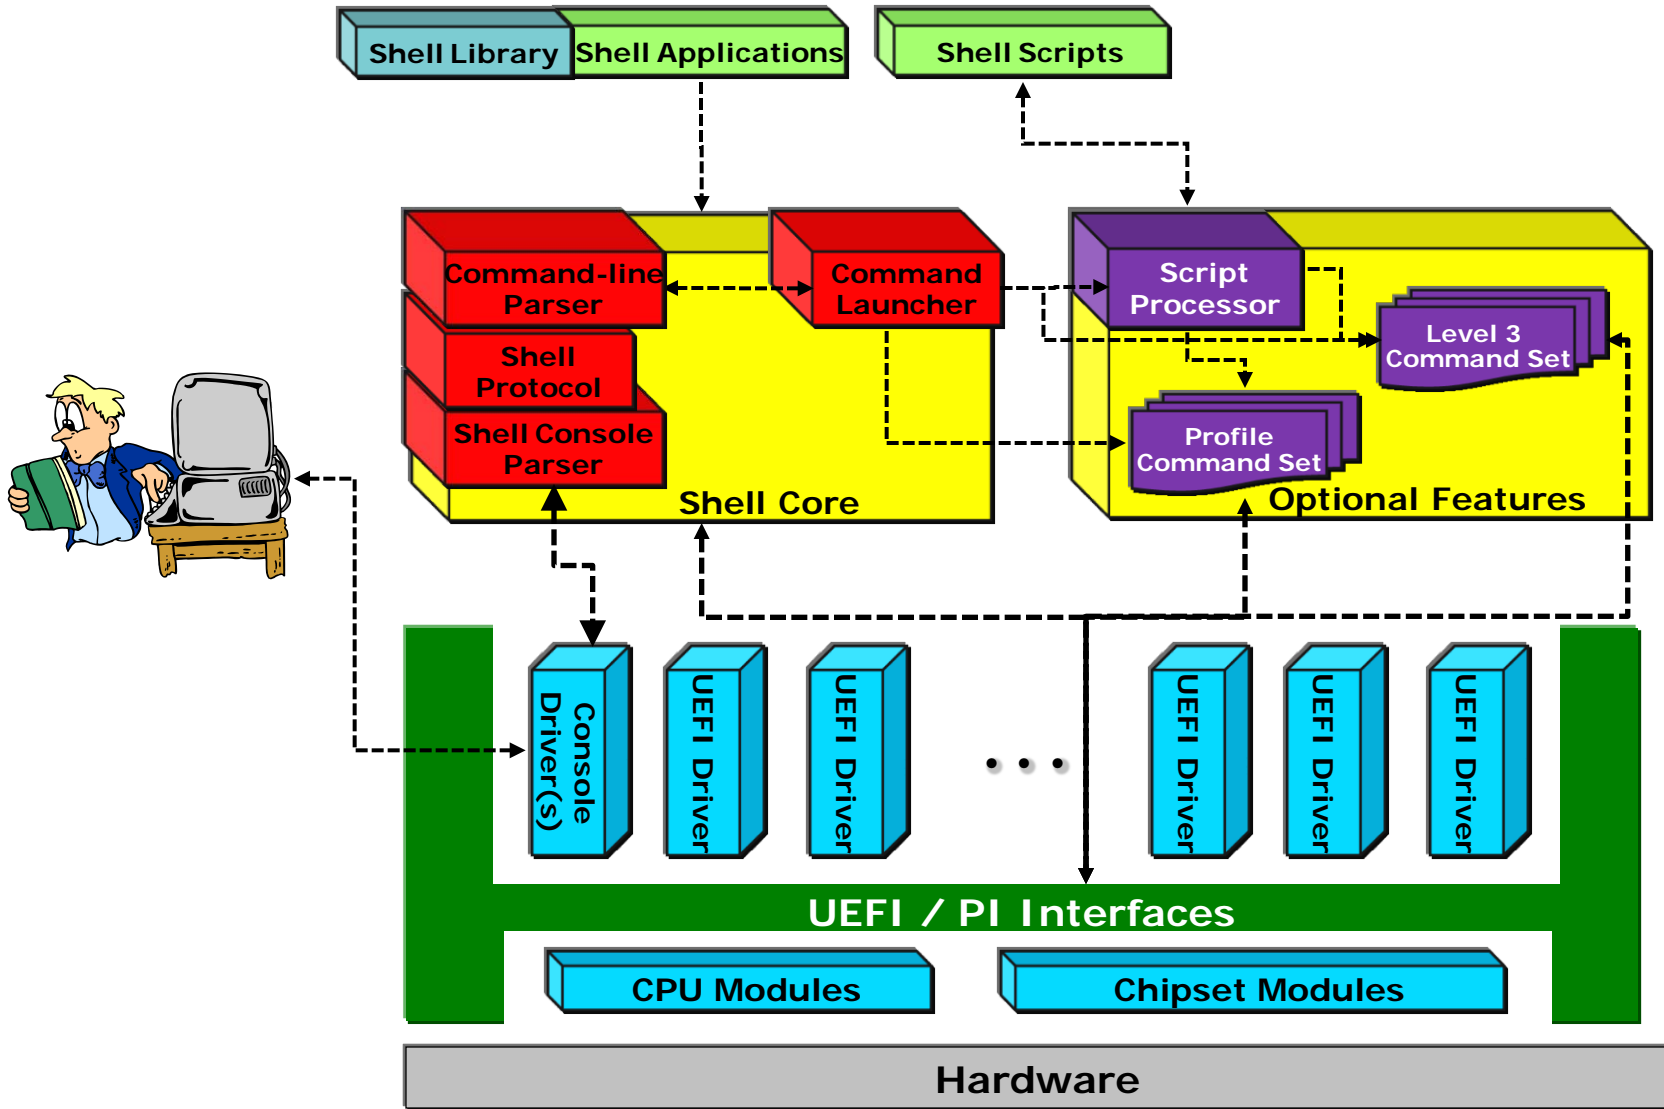 Shell Library
Shell Applications
Shell Scripts
Command-line
Parser
Command
Launcher
Script
Processor
Level 3
Command Set
Shell
Protocol
Shell Console
Parser
Profile
Command Set
Shell Core
Optional Features
Console
Driver(s)
UEFI Driver
UEFI Driver
. . .
UEFI Driver
UEFI Driver
UEFI Driver
UEFI / PI Interfaces
CPU Modules
Chipset Modules
Hardware